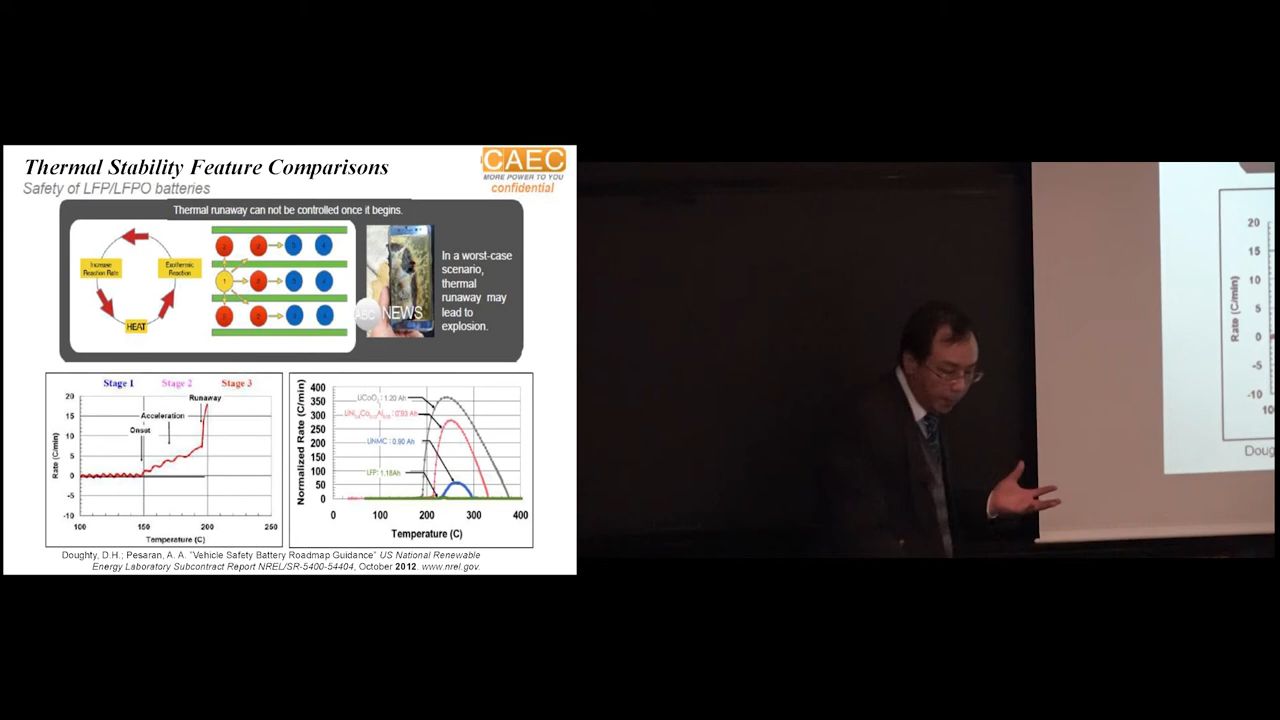 Thermal Stability Feature Comparisons
CAEC
MORE POWER TO YOU
confidential
Safety of LFP/LFPO batteries
Thermal runaway can not be controlled once it begins.
Increase
Reaction Rate
Exothermic
Reaction
HEAT
1
2
2
2
In a worst-case
scenario,
thermal
runaway may
lead to
explosion.
ABC NEWS
Stage 1 Stage 2 Stage 3
Runaway
Acceleration
Onset
Rate (C/min)
20
15
10
5
0
-5
-10
100 150 200 250
Temperature (C)
Normalized Rate (C/min)
400
350
300
250
200
150
100
50
0
LiCoO2 : 1.20 Ah
LiNMC : 0.90 Ah
LFP: 1.18Ah
0 100 200 300 400
Temperature (C)
Doughty, D.H.; Pesaran, A. A. "Vehicle Safety Battery Roadmap Guidance" US National Renewable
Energy Laboratory Subcontract Report NREL/SR-5400-54404, October 2012. www.nrel.gov.
20
15
10
5
0
-5
-10
Rate (C/min)
Doug